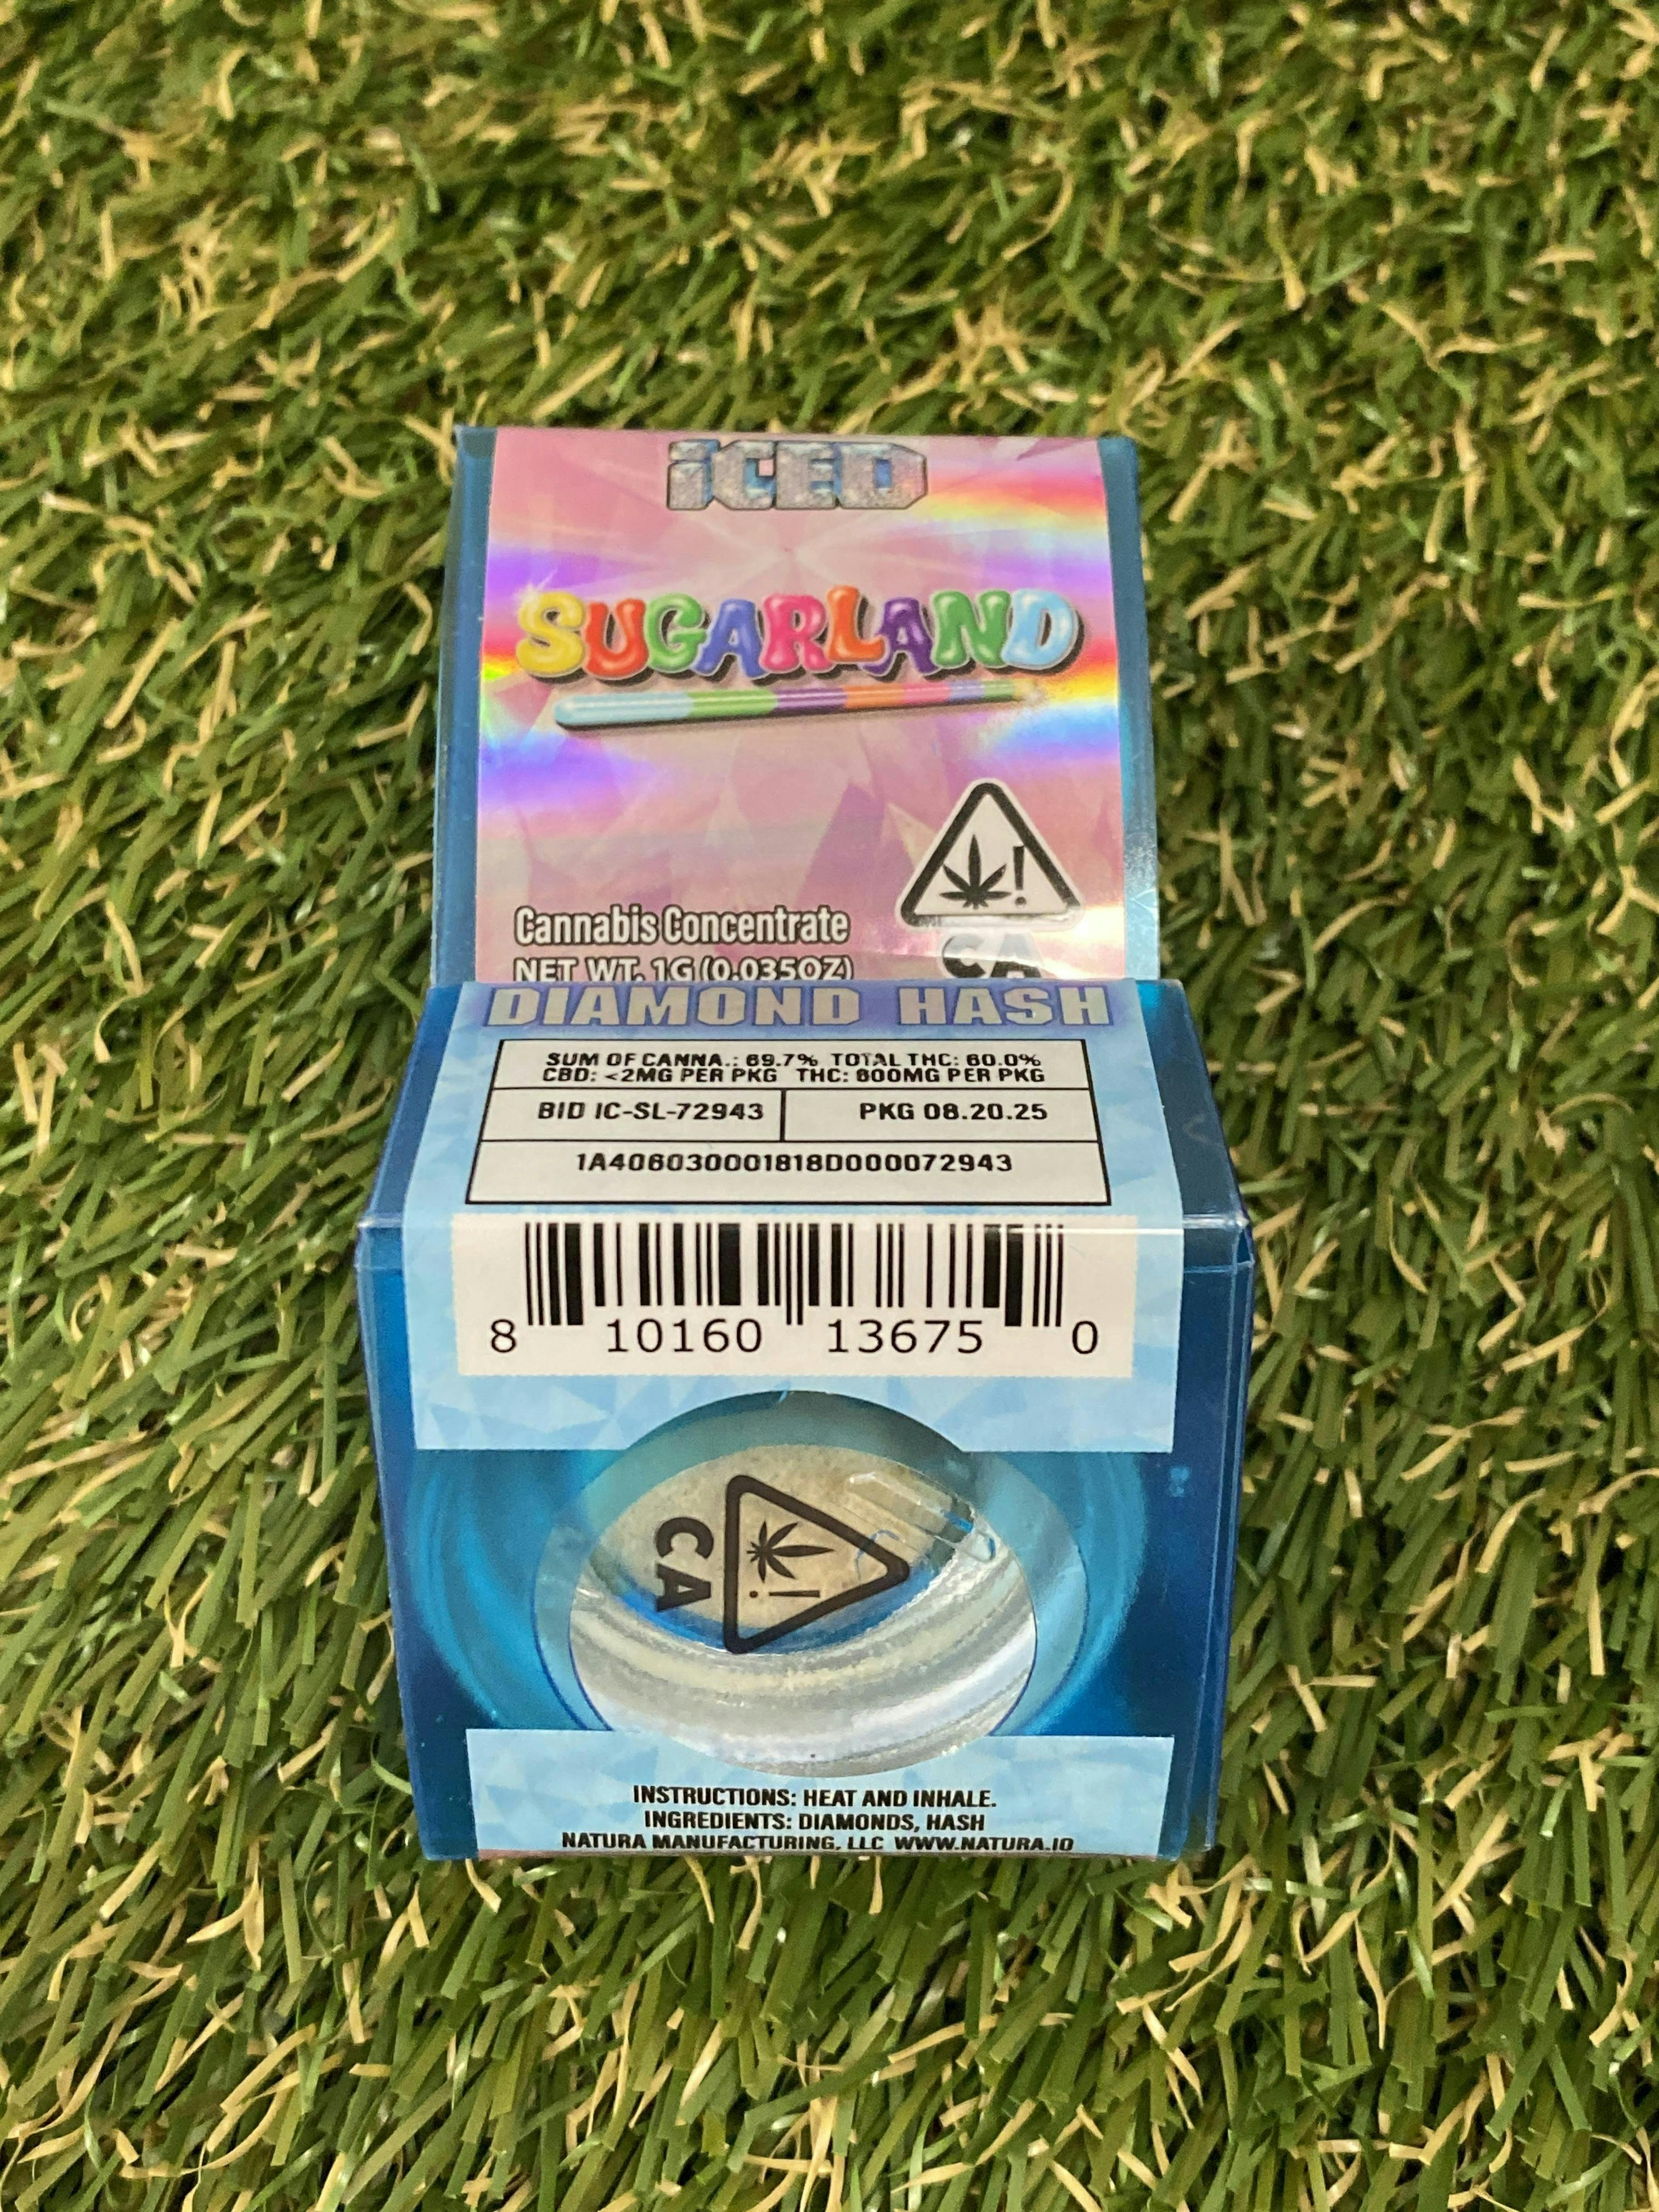 iCED
SUGARLAND
Cannabis Concentrate
NET WT. 1G (0.035OZ)
CA
DIAMOND HASH
SUM OF CANNA.: 69.7% TOTAL THC: 60.0%
CBD: <2MG PER PKG THC: 600MG PER PKG
BID IC-SL-72943
PKG 08.20.25
1A406030001818D000072943
8 10160 13675 0
CA
INSTRUCTIONS: HEAT AND INHALE.
INGREDIENTS: DIAMONDS, HASH
NATURA MANUFACTURING, LLC WWW.NATURA.IO